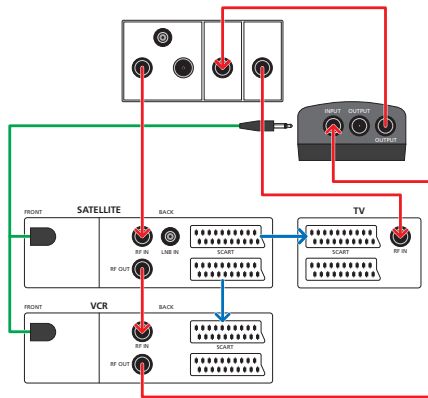 INPUT OUTPUT
OUTPUT
FRONT SATELLITE BACK
RF IN LNB IN SCART
RF OUT
TV
SCART RF IN
FRONT VCR BACK
RF IN SCART
RF OUT